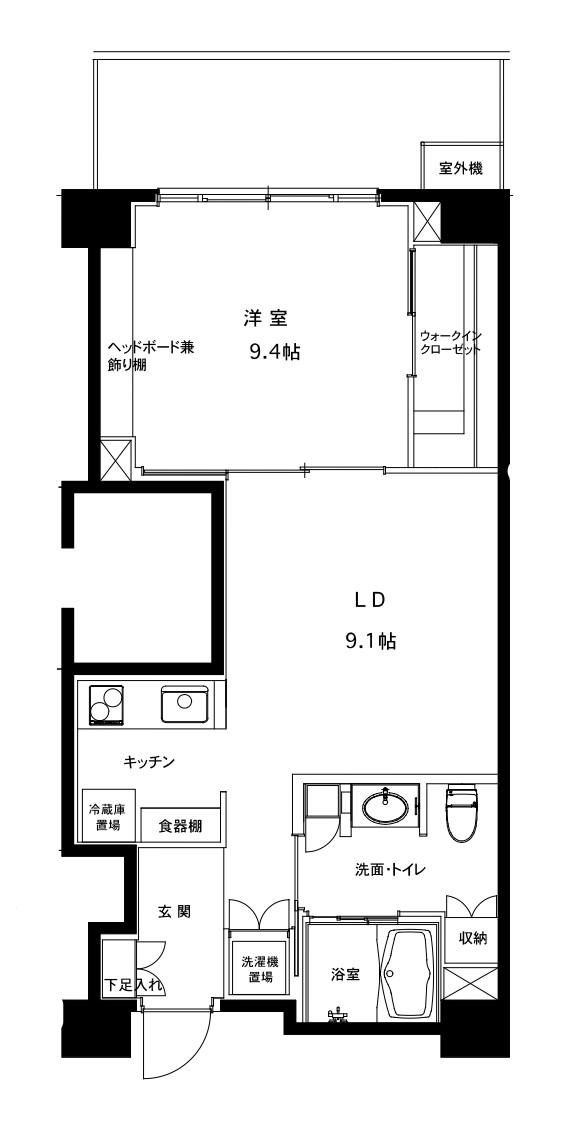 室外機
洋室
9.4帖
ヘッドボード兼
飾り棚
ウォークイン
クローゼット
LD
9.1帖
キッチン
冷蔵庫
置場
食器棚
洗面・トイレ
玄関
収納
洗濯機
置場
浴室
下足入れ